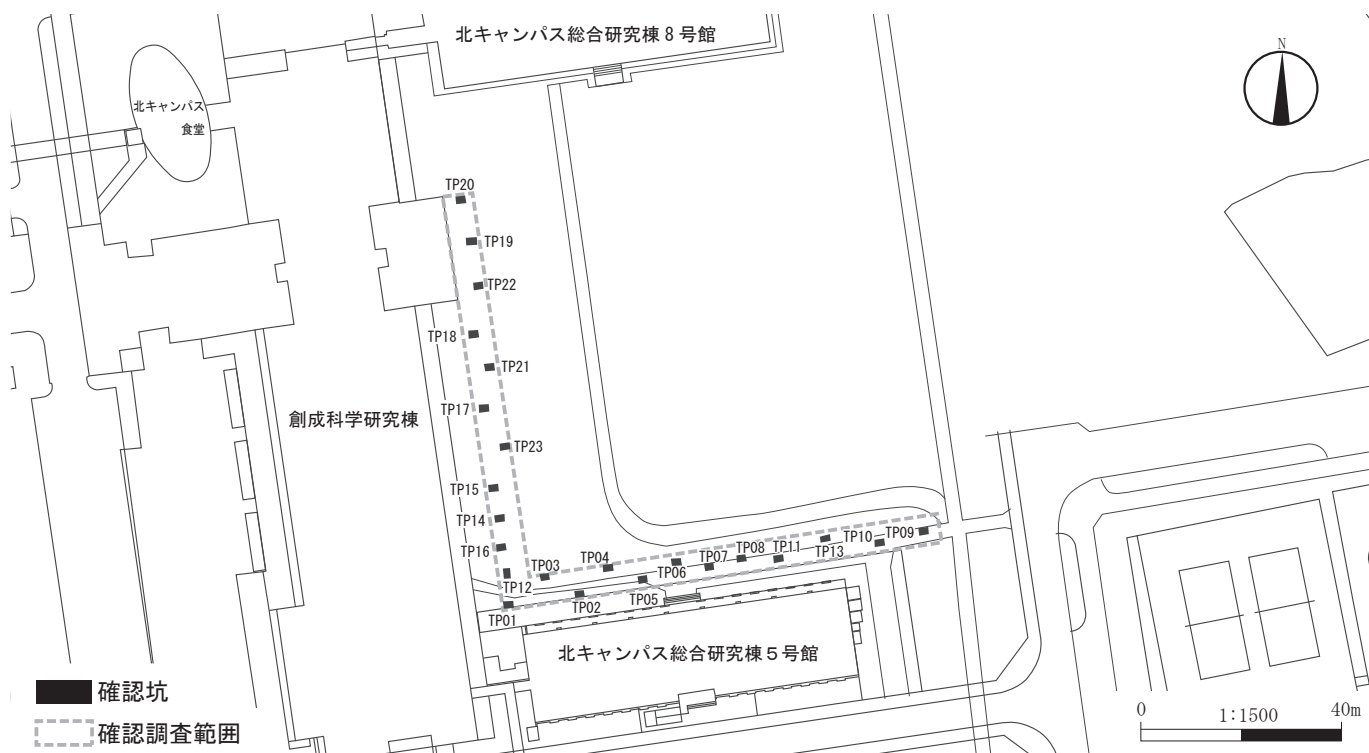 北キャンパス総合研究棟８号館
N
北キャンパス
食堂
TP20
TP19
TP22
TP18
TP21
TP17
創成科学研究棟
TP23
TP15
TP14
TP16
TP12
TP03
TP04
TP06
TP07
TP08
TP11
TP13
TP10
TP09
TP01
TP02
TP05
北キャンパス総合研究棟５号館
確認坑
確認調査範囲
0
1:1500
40m